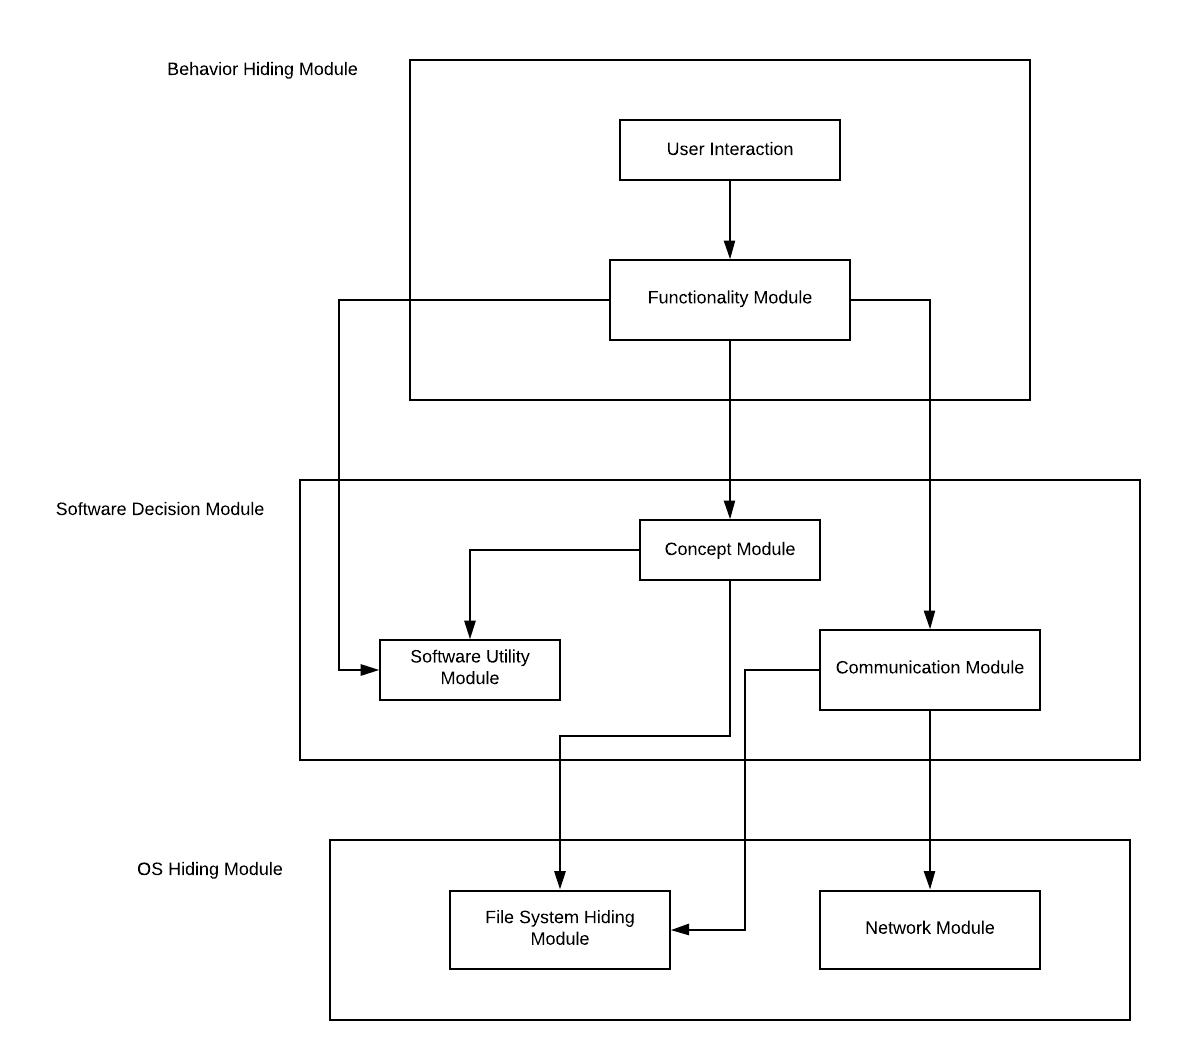 Behavior Hiding Module
User Interaction
Functionality Module
Software Decision Module
Concept Module
Software Utility
Module
Communication Module
OS Hiding Module
File System Hiding
Module
Network Module